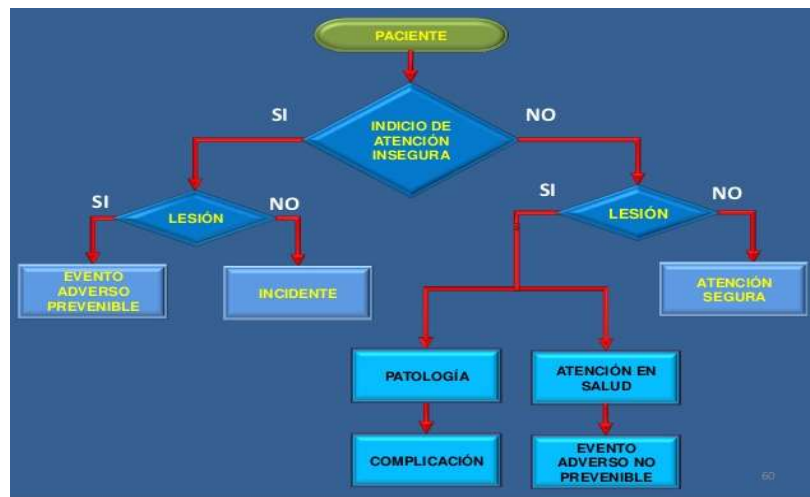 PACIENTE
SI
NO
INDICIO DE
ATENCIÓN
INSEGURA
SI
NO
LESIÓN
SI
NO
LESIÓN
EVENTO
ADVERSO
PREVENIBLE
INCIDENTE
ATENCIÓN
SEGURA
PATOLOGÍA
ATENCIÓN EN
SALUD
COMPLICACIÓN
EVENTO
ADVERSO NO
PREVENIBLE
60